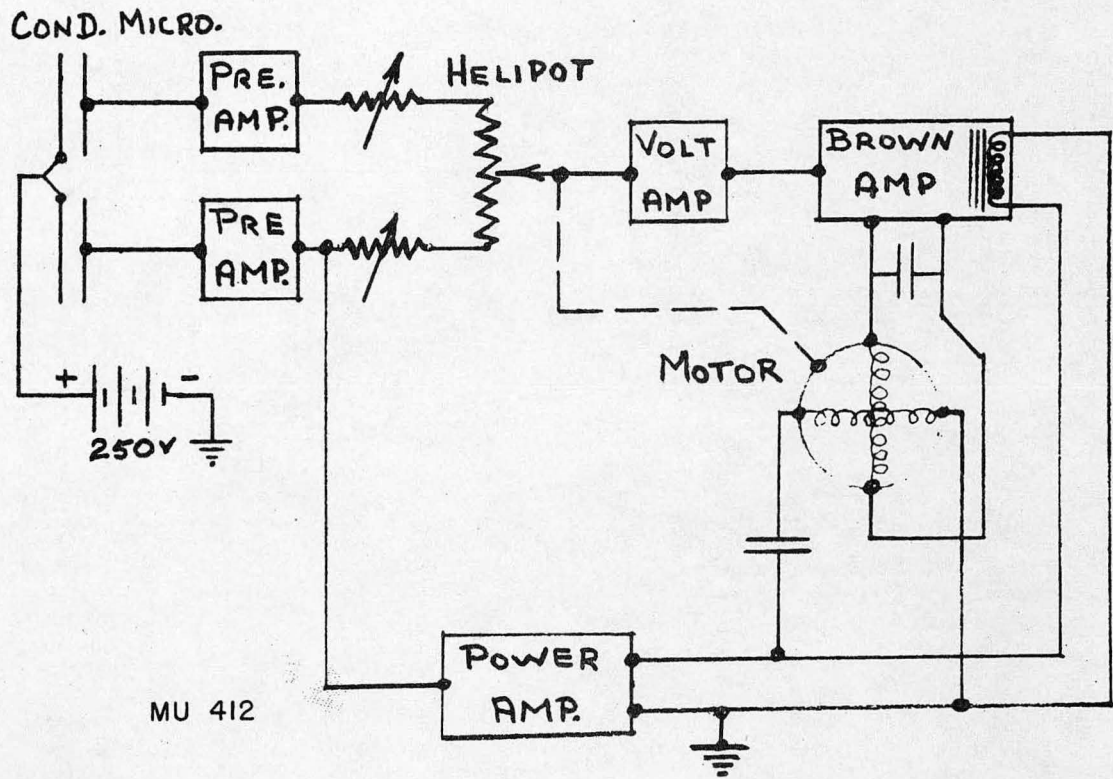 COND. MICRO.
PRE.
AMP.
HELIPOT
VOLT
AMP
BROWN
AMP
PRE
AMP.
+ -
250V
MOTOR
POWER
AMP.
MU 412